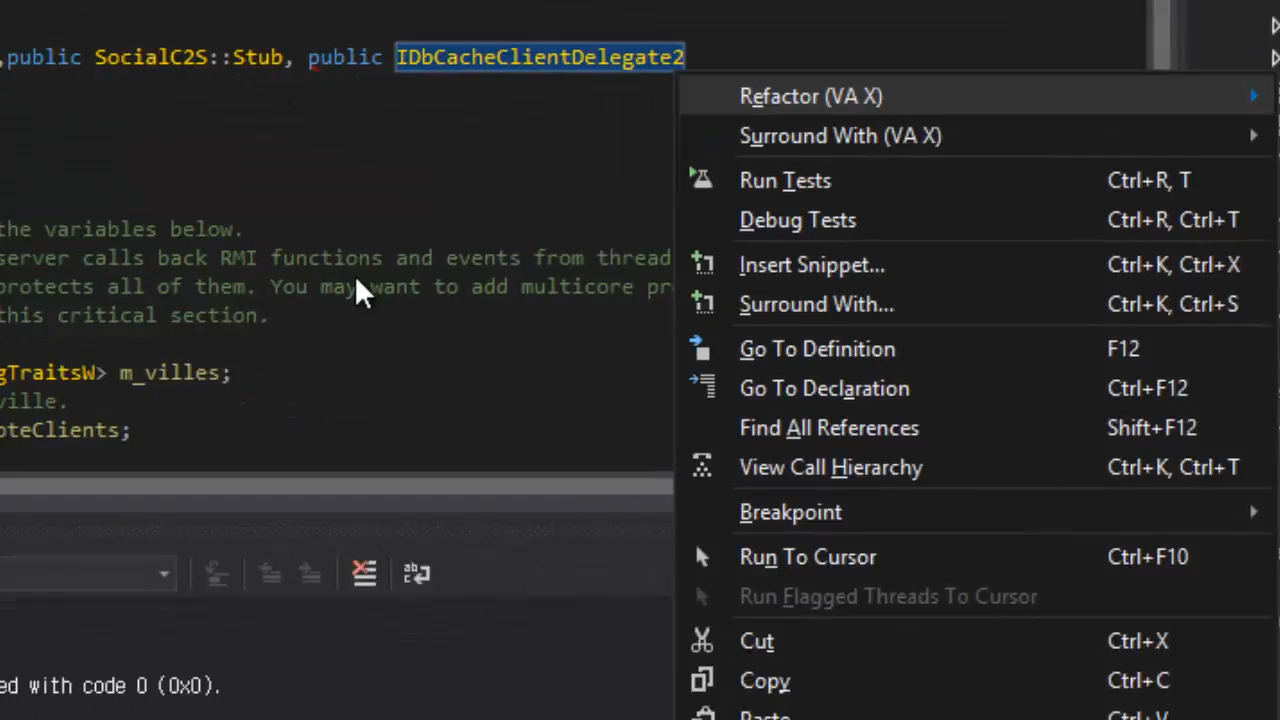 ,public SocialC2S::Stub, public IDbCacheClientDelegate2
the variables below.
server calls back RMI functions and events from thread
protects all of them. You may want to add multicore pr
this critical section.
gTraitsW> m_villes;
ville.
oteClients;
ed with code 0 (0x0).
Refactor (VA X)
Surround With (VA X)
Run Tests Ctrl+R, T
Debug Tests Ctrl+R, Ctrl+T
Insert Snippet... Ctrl+K, Ctrl+X
Surround With... Ctrl+K, Ctrl+S
Go To Definition F12
Go To Declaration Ctrl+F12
Find All References Shift+F12
View Call Hierarchy Ctrl+K, Ctrl+T
Breakpoint
Run To Cursor Ctrl+F10
Run Flagged Threads To Cursor
Cut Ctrl+X
Copy Ctrl+C
Paste Ctrl+V